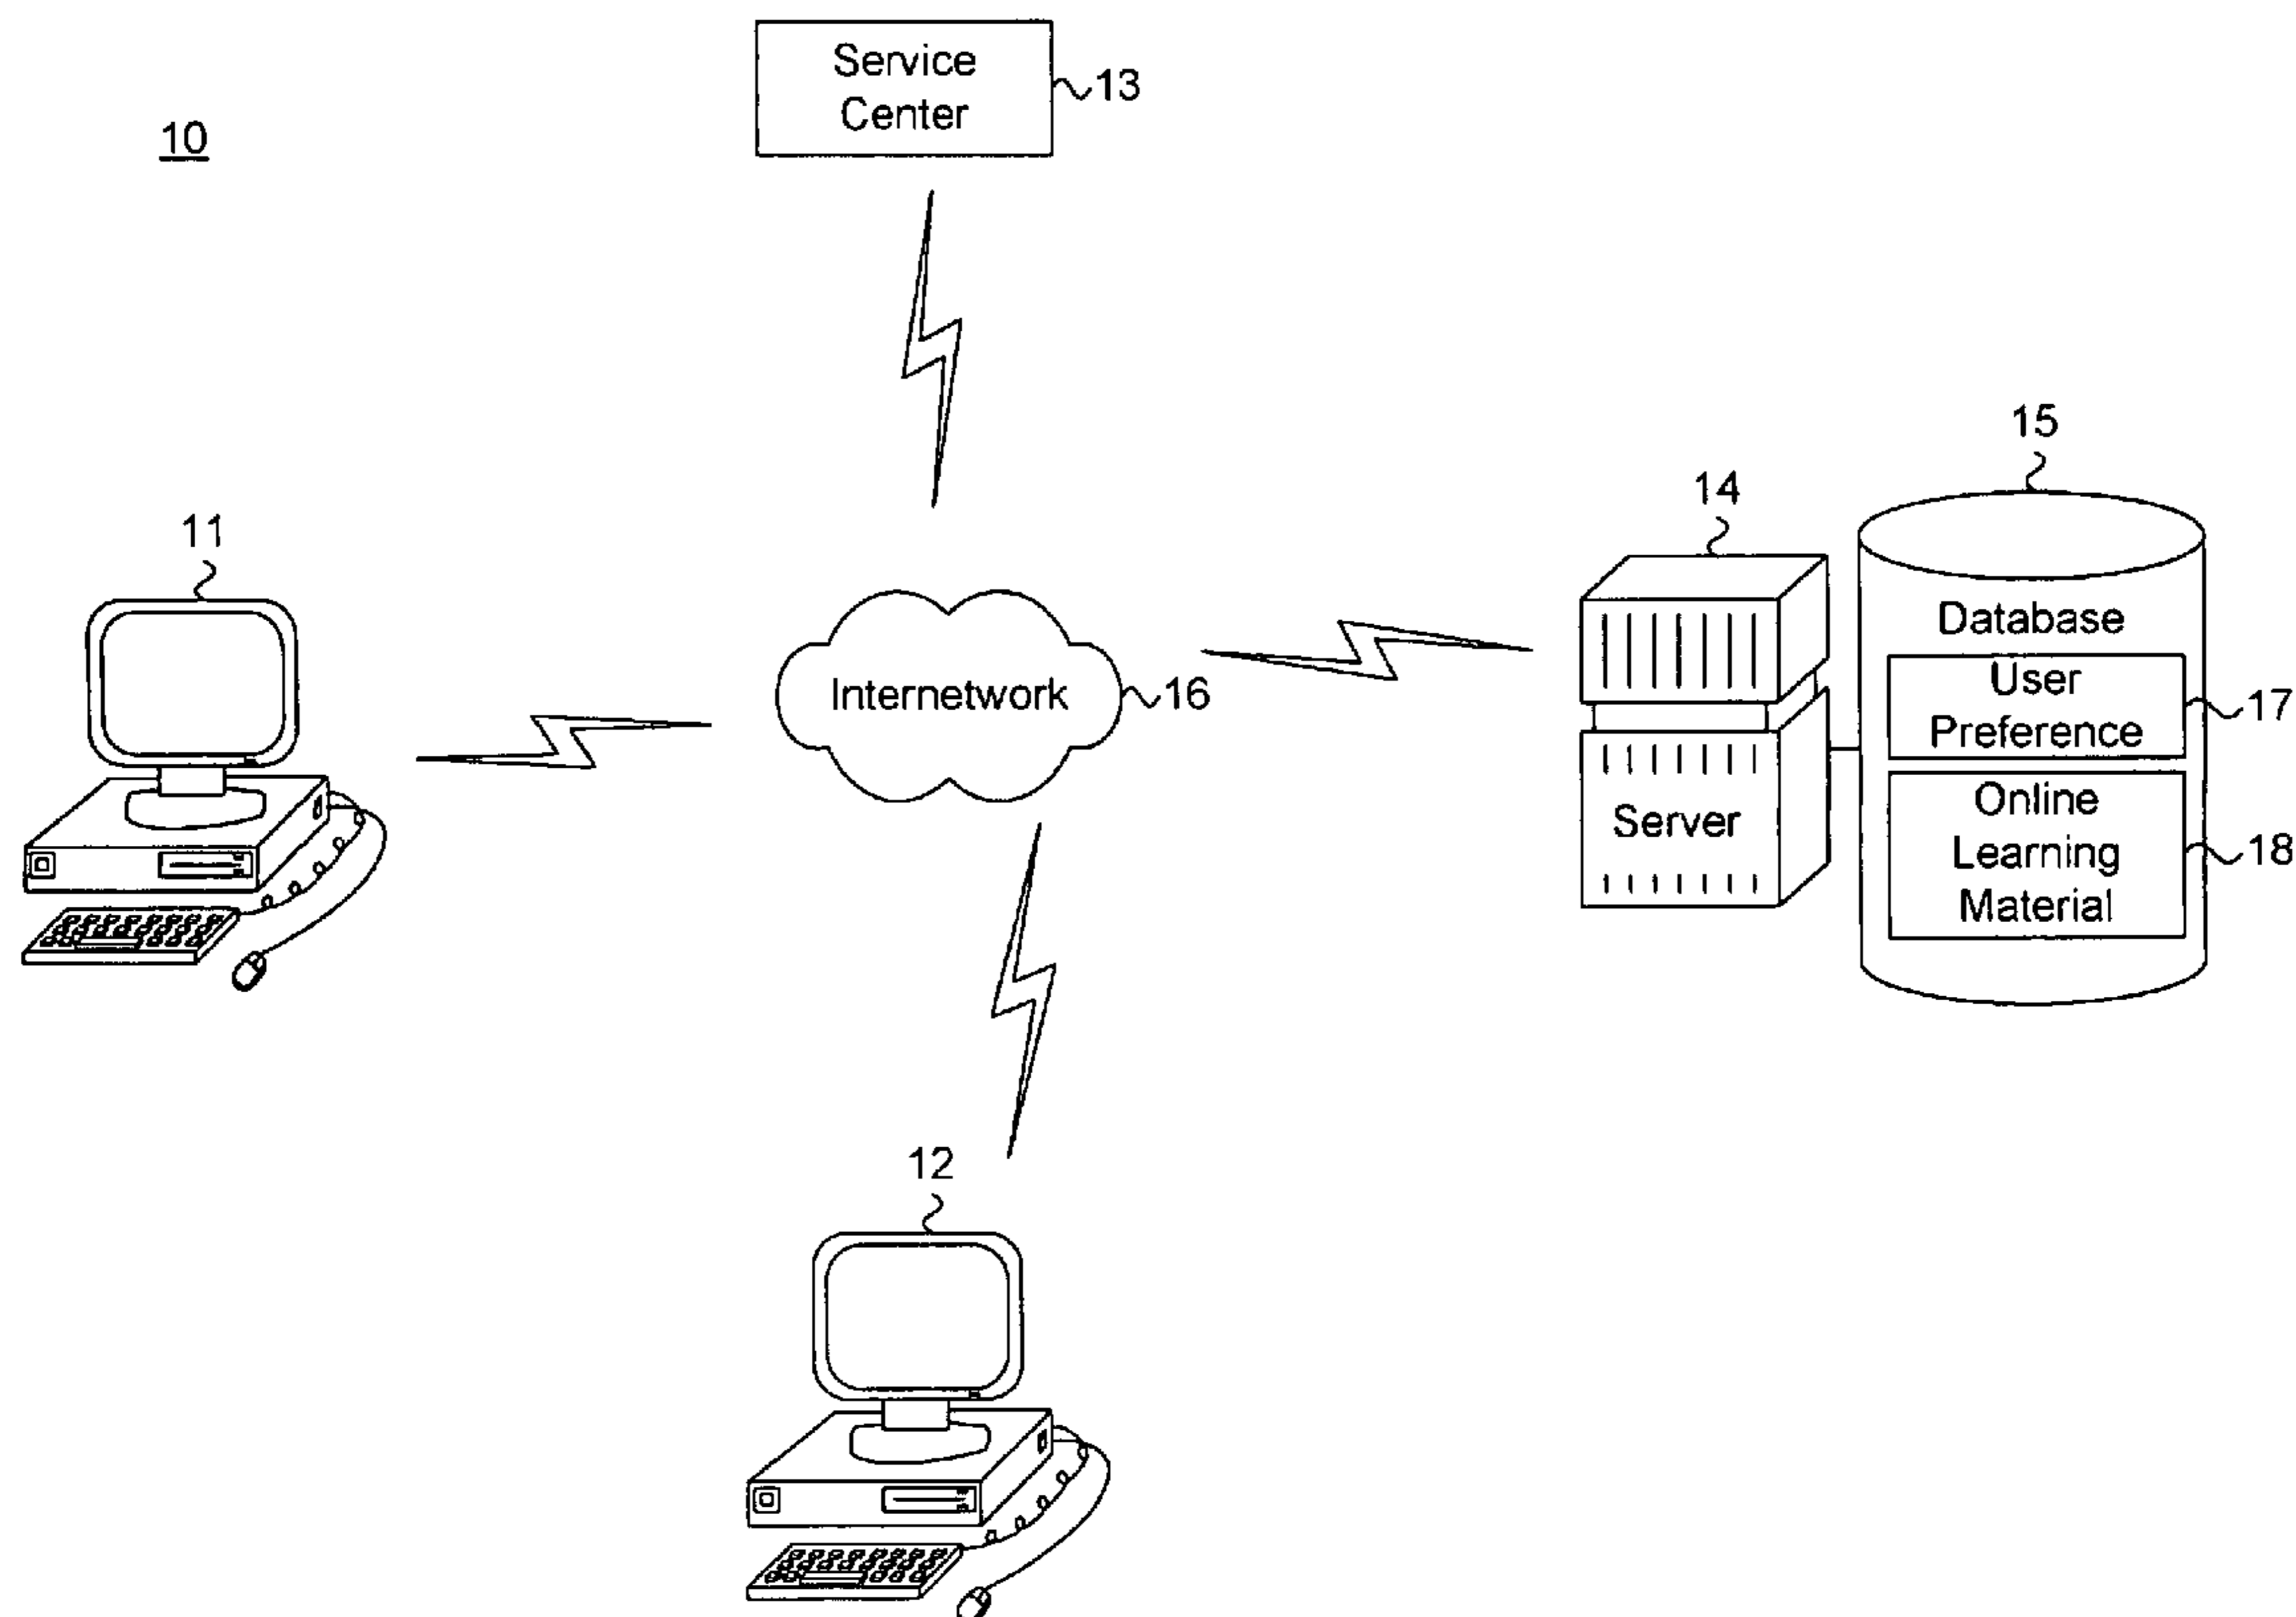 Service
Center
13
10
15
14
11
Database
User
Preference
17
Internetwork
16
Online
Learning
Material
18
Server
12